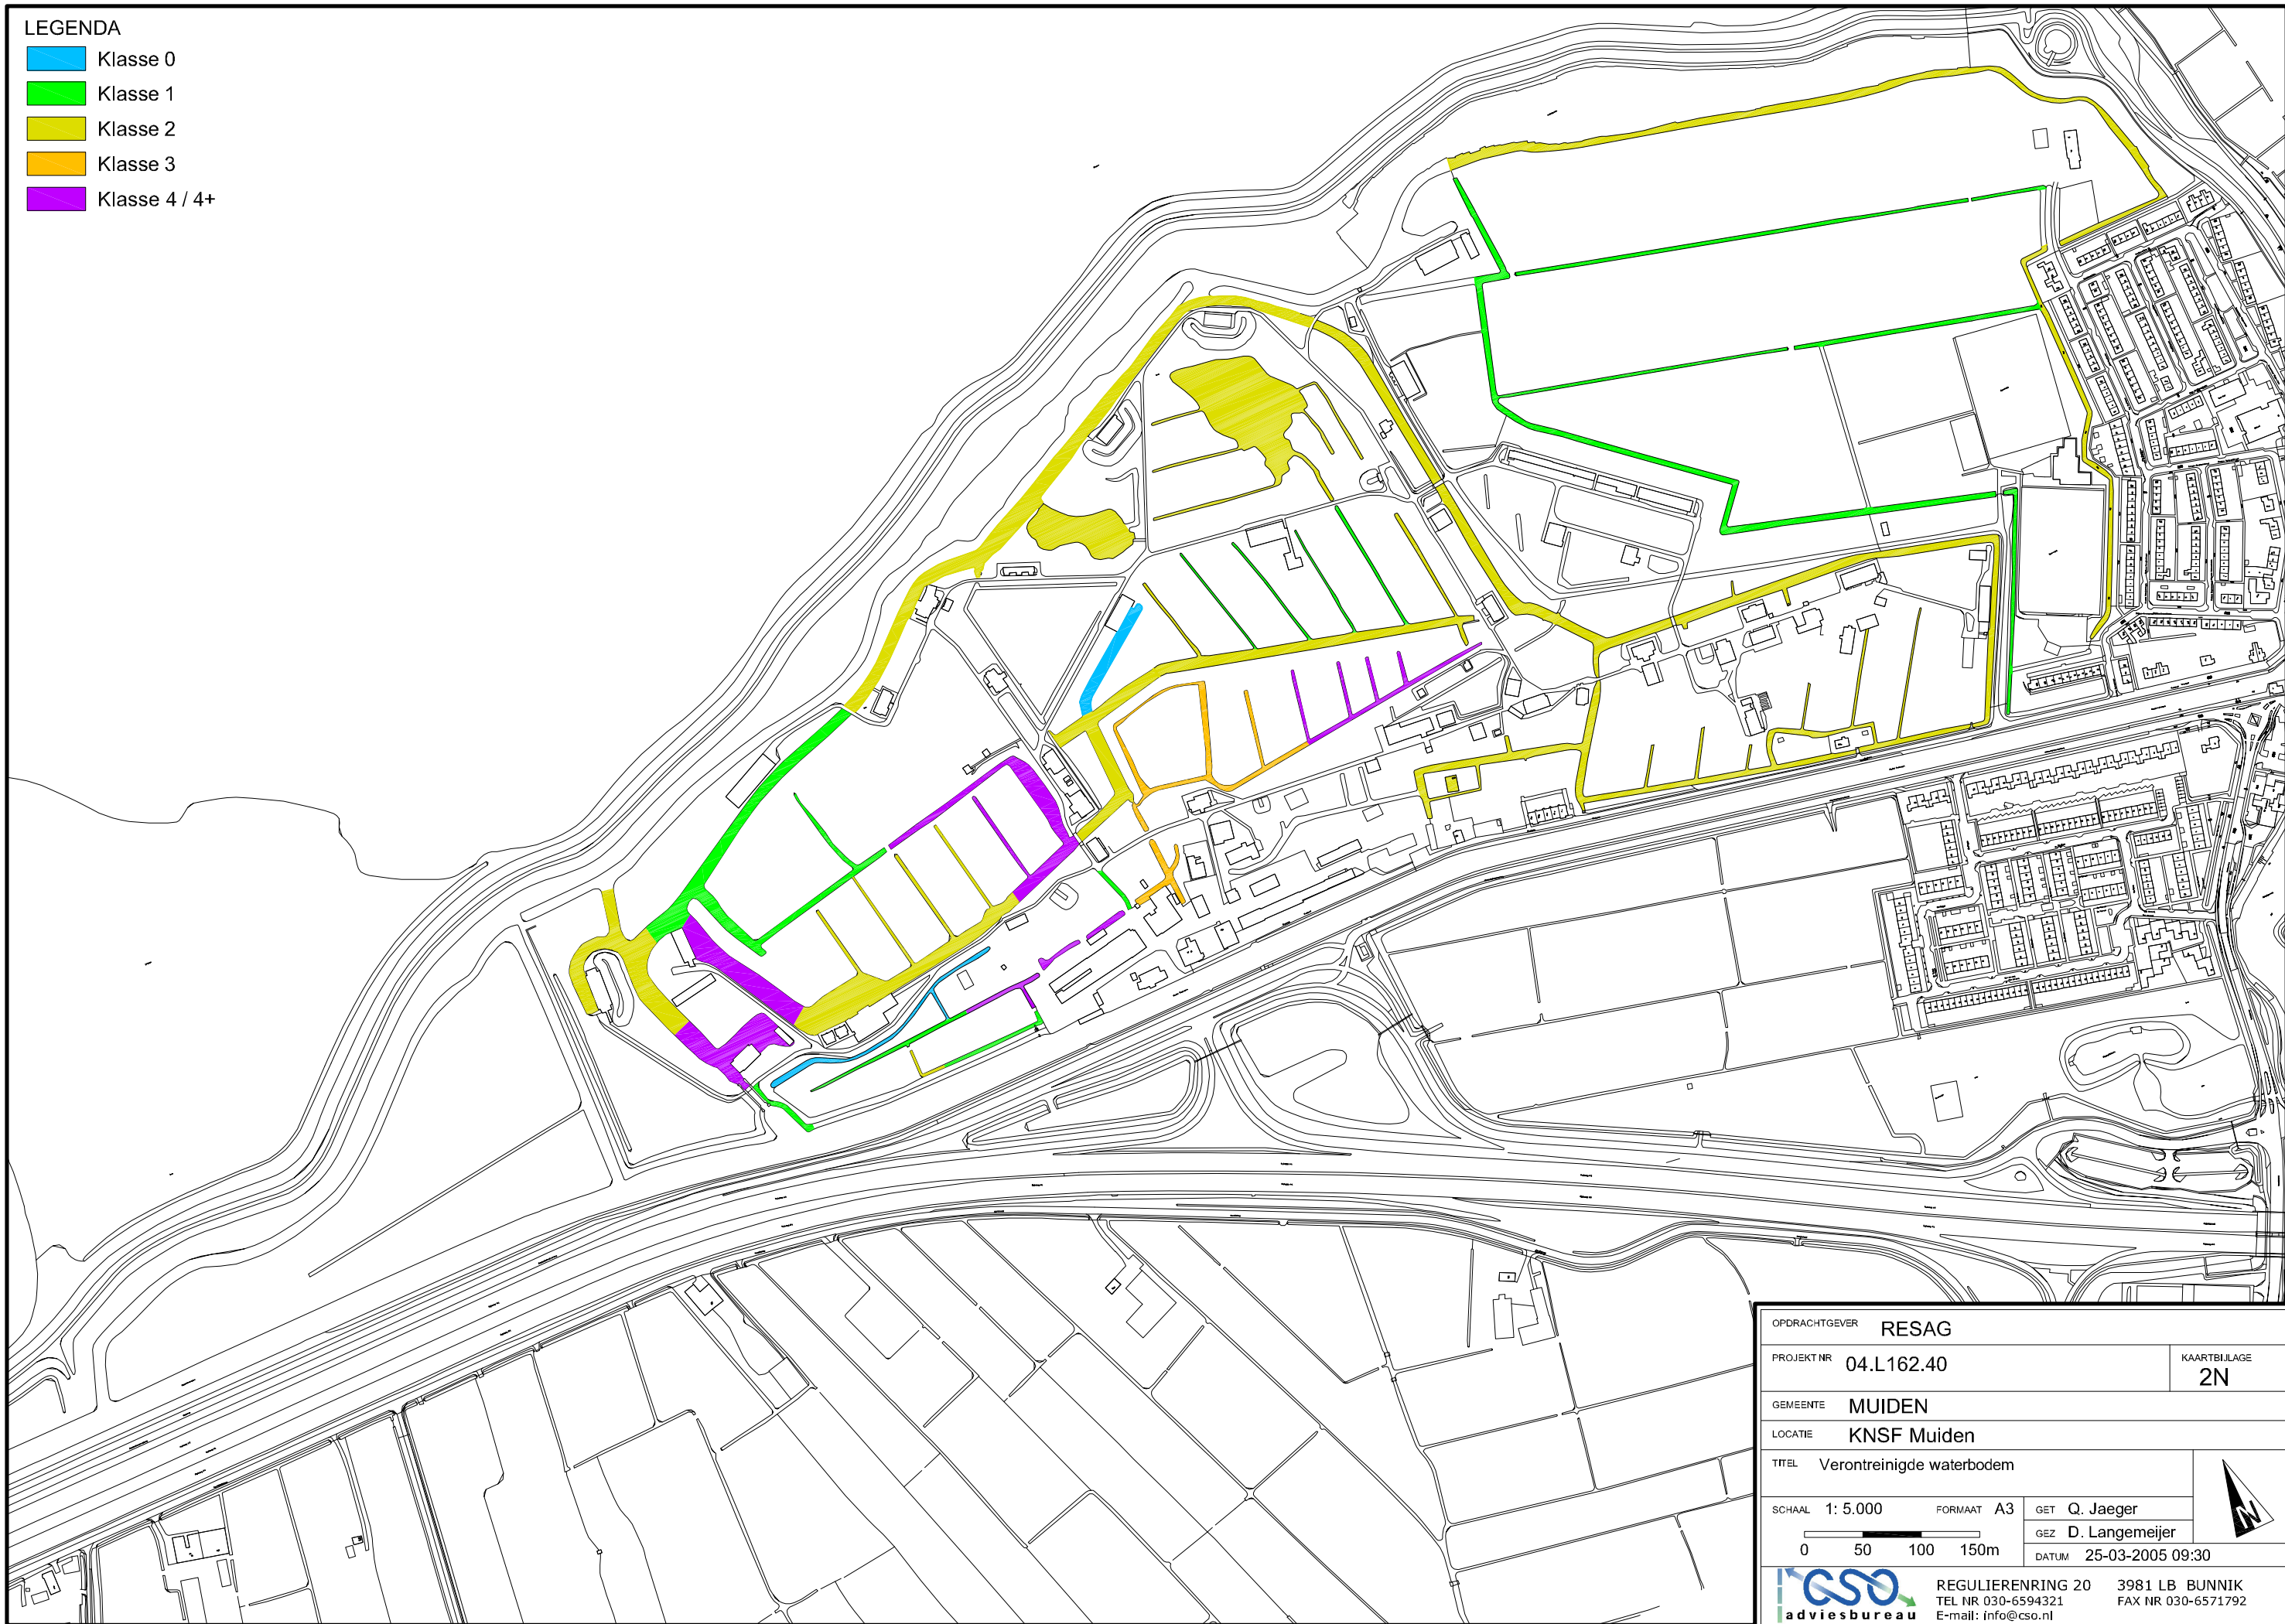 LEGENDA
Klasse 0
Klasse 1
Klasse 2
Klasse 3
Klasse 4 / 4+
OPDRACHTGEVER RESAG
PROJEKT NR 04.L162.40
KAARTBIJLAGE
2N
GEMEENTE MUIDEN
LOCATIE KNSF Muiden
TITEL Verontreinigde waterbodem
SCHAAL 1: 5.000 FORMAAT A3
GET Q. Jaeger
GEZ D. Langemeijer
0 50 100 150m
DATUM 25-03-2005 09:30
N
CSO
adviesbureau
REGULIERENRING 20 3981 LB BUNNIK
TEL NR 030-6594321 FAX NR 030-6571792
E-mail: info@cso.nl